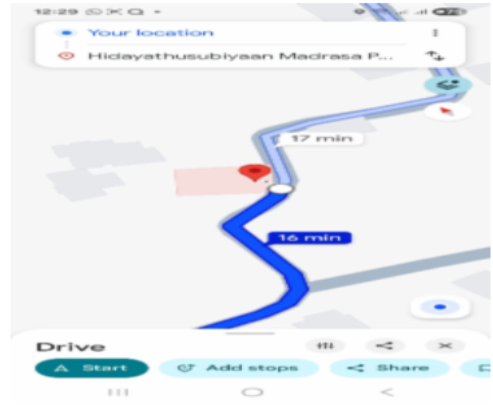 12:29
Your location
Hidayathusubiyaan Madrasa P...
17 min
16 min
Drive
Start
Add stops
Share